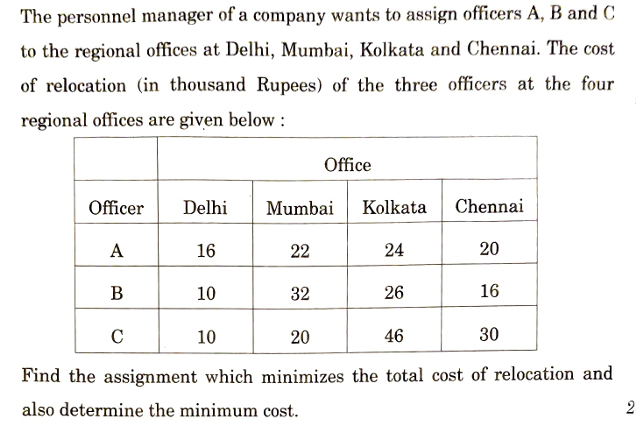 The personnel manager of a company wants to assign officers A, B and C
to the regional offices at Delhi, Mumbai, Kolkata and Chennai. The cost
of relocation (in thousand Rupees) of the three officers at the four
regional offices are given below :
Office
Officer Delhi Mumbai Kolkata Chennai
A 16 22 24 20
B 10 32 26 16
C 10 20 46 30
Find the assignment which minimizes the total cost of relocation and
also determine the minimum cost. 2